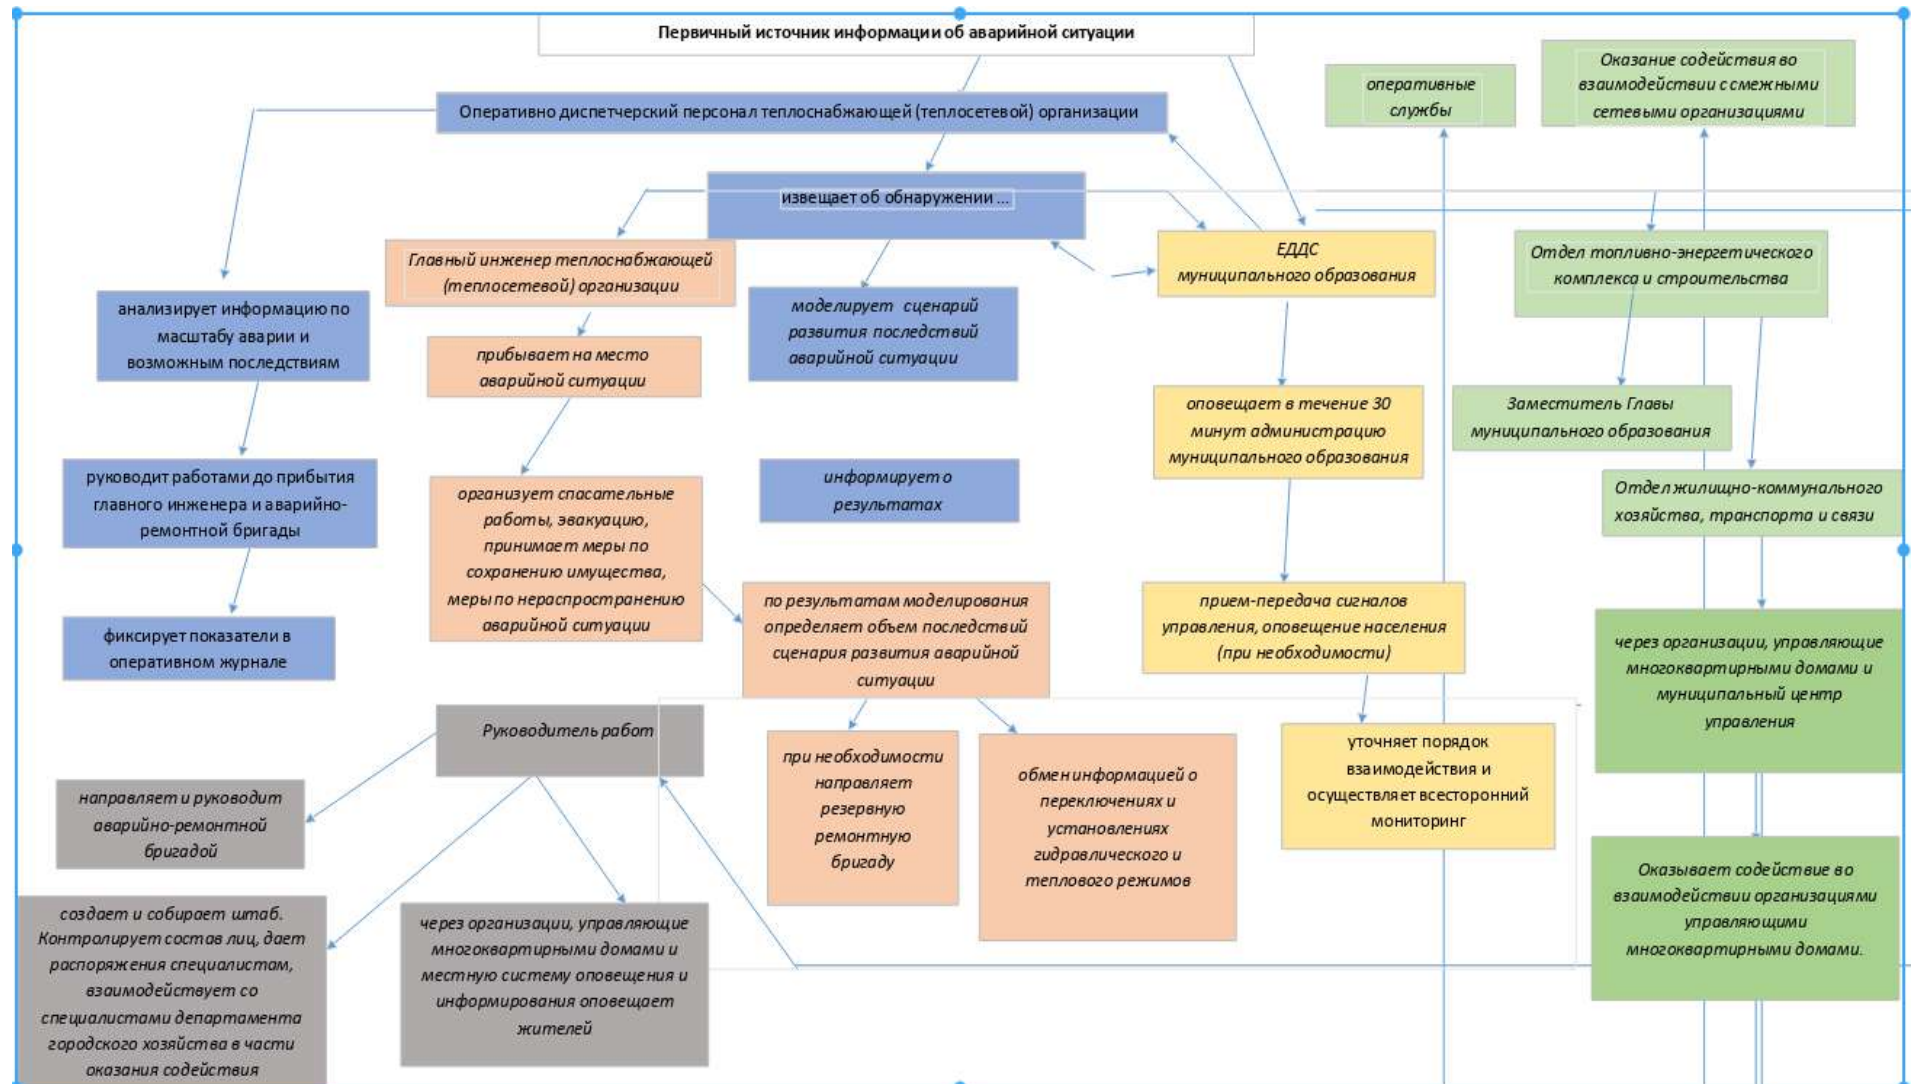 Первичный источник информации об аварийной ситуации
оперативные
службы
Оказание содействия во
взаимодействии с смежными
сетевыми организациями
Оперативно диспетчерский персонал теплоснабжающей (теплосетевой) организации
извещает об обнаружении ...
Главный инженер теплоснабжающей
(теплосетевой) организации
ЕДДС
муниципального образования
Отдел топливно-энергетического
комплекса и строительства
анализирует информацию по
масштабу аварии и
возможным последствиям
моделирует сценарий
развития последствий
аварийной ситуации
прибывает на место
аварийной ситуации
оповещает в течение 30
минут администрацию
муниципального образования
Заместитель Главы
муниципального образования
руководит работами до прибытия
главного инженера и аварийно-
ремонтной бригады
организует спасательные
работы, эвакуацию,
принимает меры по
сохранению имущества,
меры по нераспространению
аварийной ситуации
информирует о
результатах
Отдел жилищно-коммунального
хозяйства, транспорта и связи
фиксирует показатели в
оперативном журнале
по результатам моделирования
определяет объем последствий
сценария развития аварийной
ситуации
прием-передача сигналов
управления, оповещение населения
(при необходимости)
через организации, управляющие
многоквартирными домами и
муниципальный центр
управления
Руководитель работ
при необходимости
направляет
резервную
ремонтную
бригаду
обмен информацией о
переключениях и
установлениях
гидравлического и
теплового режимов
уточняет порядок
взаимодействия и
осуществляет всесторонний
мониторинг
направляет и руководит
аварийно-ремонтной
бригадой
Оказывает содействие во
взаимодействии организациями
управляющими
многоквартирными домами.
создает и собирает штаб.
Контролирует состав лиц, дает
распоряжения специалистам,
взаимодействует со
специалистами департамента
городского хозяйства в части
оказания содействия
через организации, управляющие
многоквартирными домами и
местную систему оповещения и
информирования оповещает
жителей